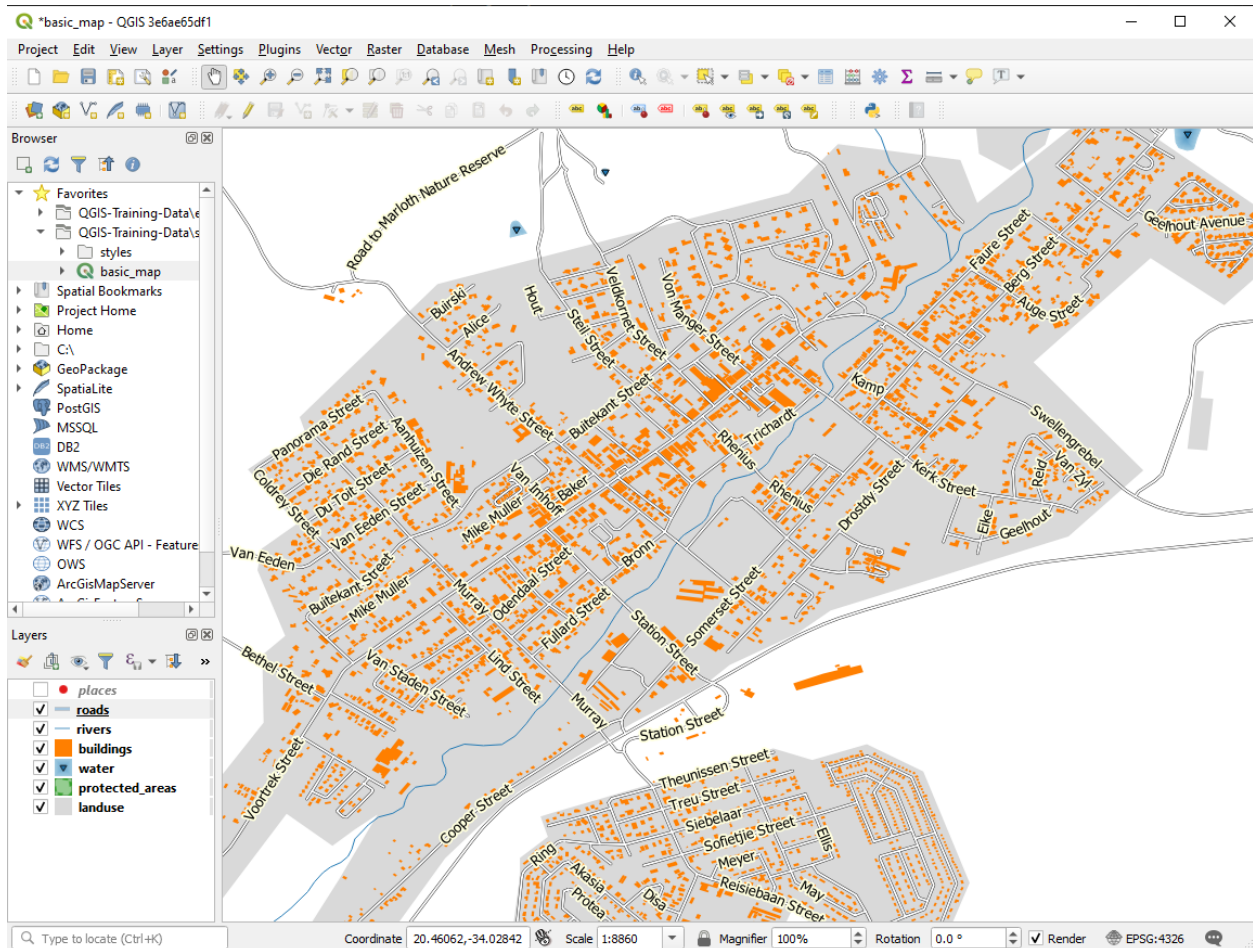 *basic_map - QGIS 3e6ae65df1
Project Edit View Layer Settings Plugins Vector Raster Database Mesh Processing Help
Browser
Favorites
QGIS-Training-Data\e
QGIS-Training-Data\s
styles
basic_map
Spatial Bookmarks
Project Home
Home
C:\
GeoPackage
SpatiaLite
PostGIS
MSSQL
DB2
WMS/WMTS
Vector Tiles
XYZ Tiles
WCS
WFS / OGC API - Feature
OWS
ArcGisMapServer
Layers
places
roads
rivers
buildings
water
protected_areas
landuse
Road to Marloth Nature Reserve
Geelhout Avenue
Faure Street
Berg Street
Auge Street
Buirski
Alice
Hout
Steil Street
Veldkornet Street
Von Manger Street
Andrew Whyte Street
Buitekant Street
Kamp
Swellengrebel
Panorama Street
Die Rand Street
Aanhuizen Street
Coldrey Street
Du Toit Street
Van Eeden Street
Van Imhoff
Baker
Mike Muller
Rhenius
Trichardt
Rhenius
Drostdy Street
Kerk Street
Reid
Van Zyl
Eike
Geelhout
Van Eeden
Buitekant Street
Mike Muller
Murray
Odendaal Street
Bronn
Fullard Street
Station Street
Somerset Street
Bethel Street
Van Staden Street
Lind Street
Murray
Station Street
Voortrek Street
Cooper Street
Theunissen Street
Treu Street
Siebelaar
Sofietjie Street
Ellis
Meyer
Ring
Akasia
Protea
Disa
Reisiebaan Street
May
Type to locate (Ctrl+K) Coordinate 20.46062,-34.02842 Scale 1:8860 Magnifier 100% Rotation 0.0 ° Render EPSG:4326